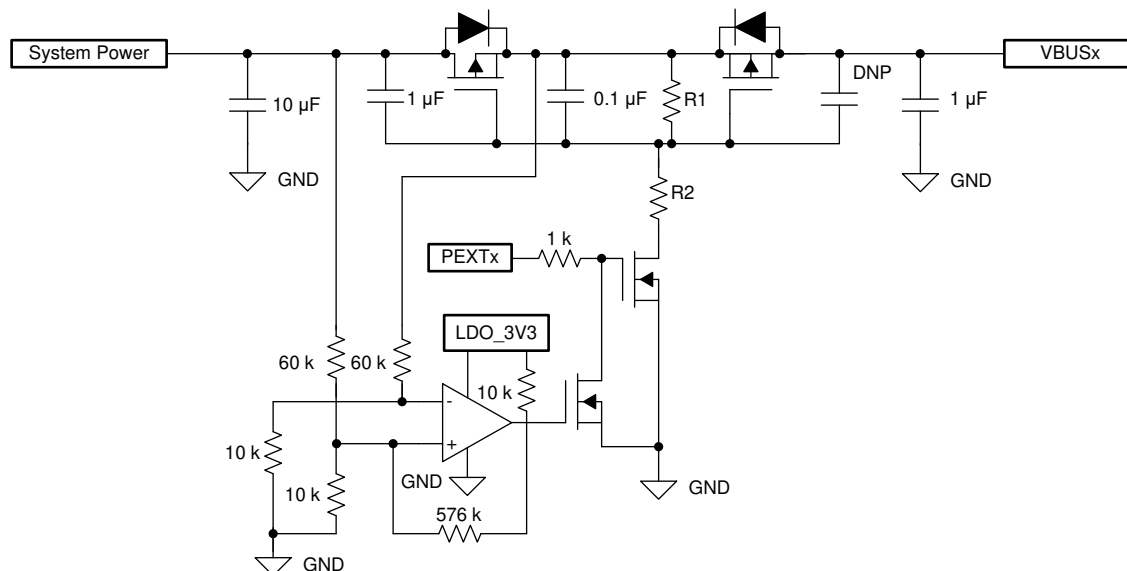 System Power
VBUSx
DNP
10 µF
1 µF
0.1 µF
R1
1 µF
GND
GND
R2
PEXTx
1 k
LDO_3V3
60 k
60 k
10 k
-
+
10 k
10 k
GND
GND
576 k
GND